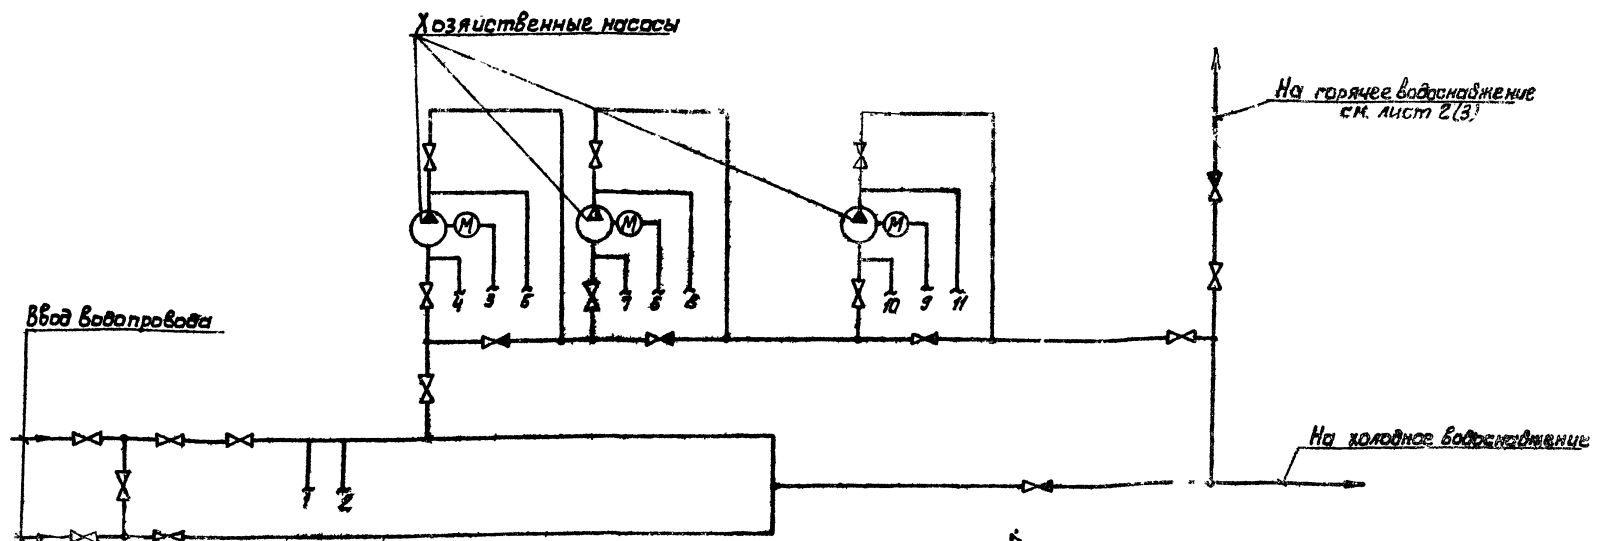 Хозяйственные насосы
На горячее водоснабжение
см. лист 2(3)
М
М
М
4 3 5
7 6 8
10 9 11
Ввод водопровода
На холодное водоснабжение
1 2